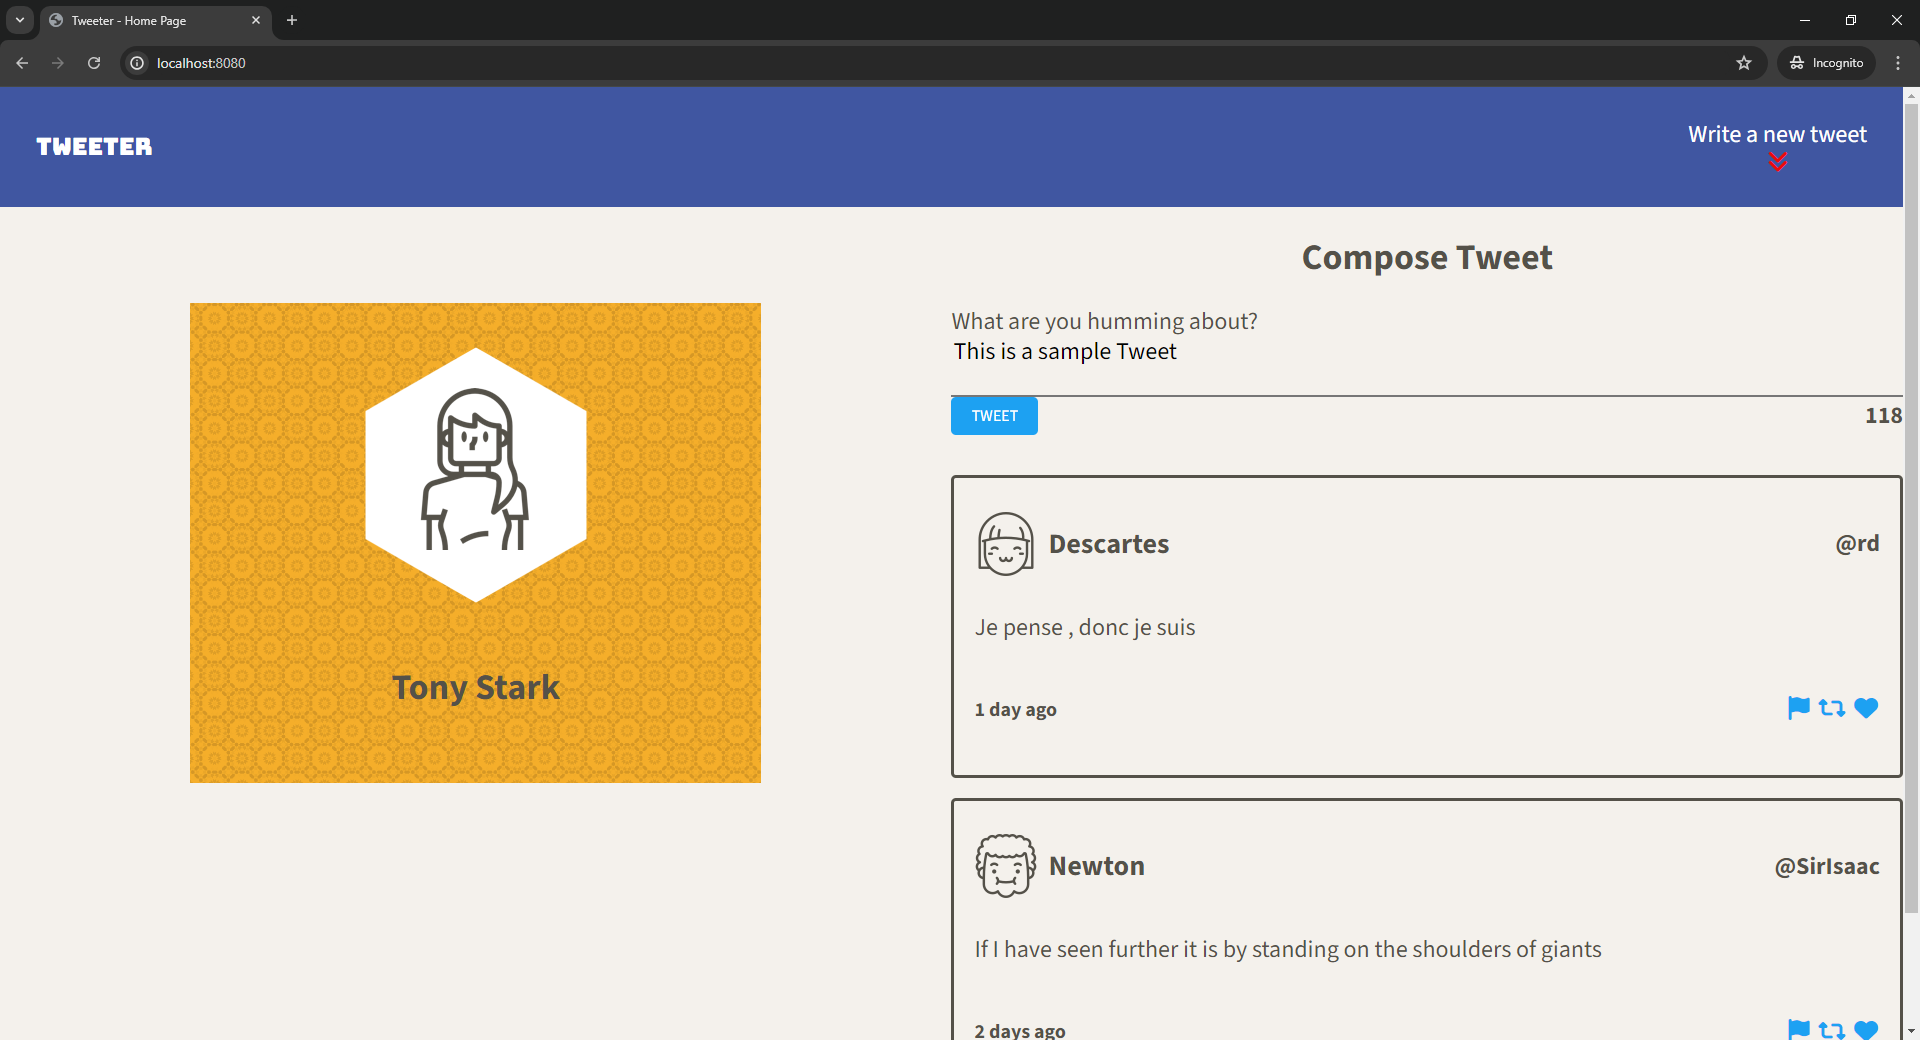 Tweeter - Home Page
localhost:8080
Incognito
TWEETER
Write a new tweet
Compose Tweet
What are you humming about?
This is a sample Tweet
TWEET
118
Tony Stark
Descartes
@rd
Je pense , donc je suis
1 day ago
Newton
@SirIsaac
If I have seen further it is by standing on the shoulders of giants
2 days ago